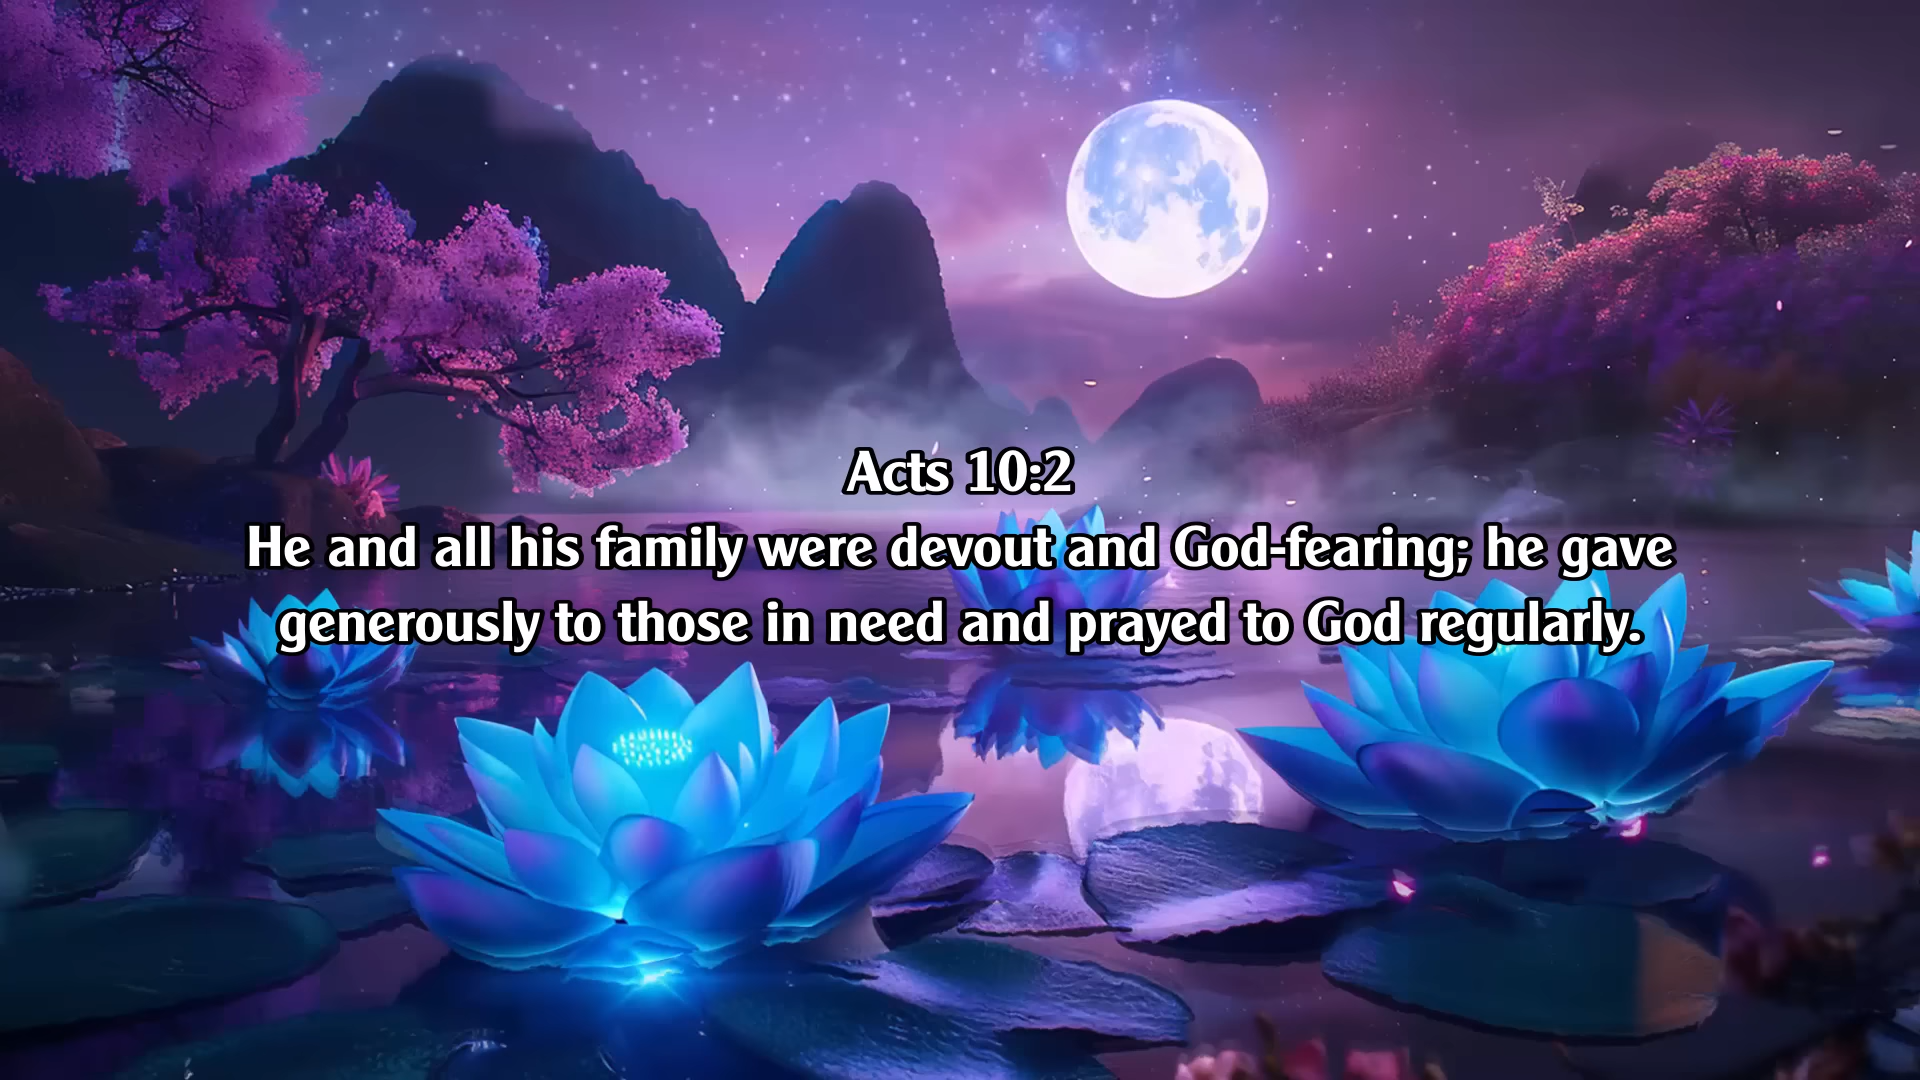 Acts 10:2
He and all his family were devout and God-fearing; he gave
generously to those in need and prayed to God regularly.